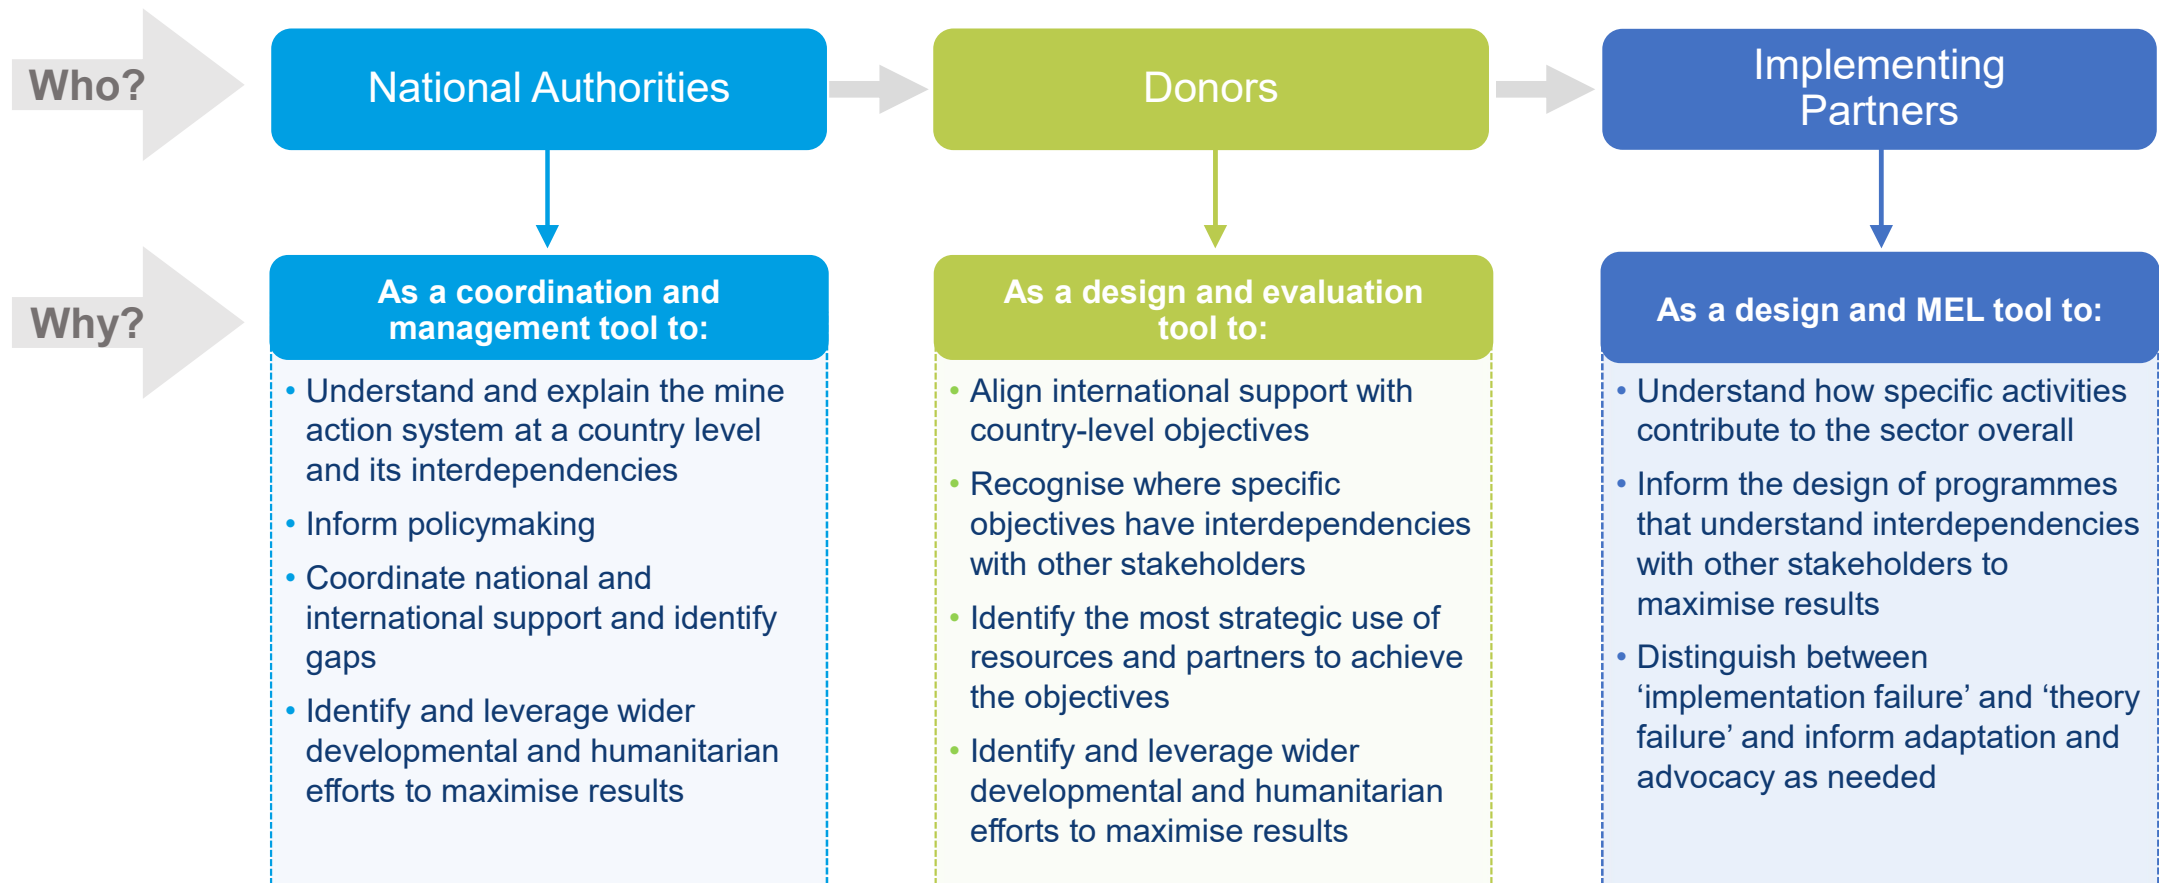 Who?
National Authorities
Donors
Implementing
Partners
Why?
As a coordination and
management tool to:
• Understand and explain the mine
action system at a country level
and its interdependencies
• Inform policymaking
• Coordinate national and
international support and identify
gaps
• Identify and leverage wider
developmental and humanitarian
efforts to maximise results
As a design and evaluation
tool to:
• Align international support with
country-level objectives
• Recognise where specific
objectives have interdependencies
with other stakeholders
• Identify the most strategic use of
resources and partners to achieve
the objectives
• Identify and leverage wider
developmental and humanitarian
efforts to maximise results
As a design and MEL tool to:
• Understand how specific activities
contribute to the sector overall
• Inform the design of programmes
that understand interdependencies
with other stakeholders to
maximise results
• Distinguish between
‘implementation failure’ and ‘theory
failure’ and inform adaptation and
advocacy as needed